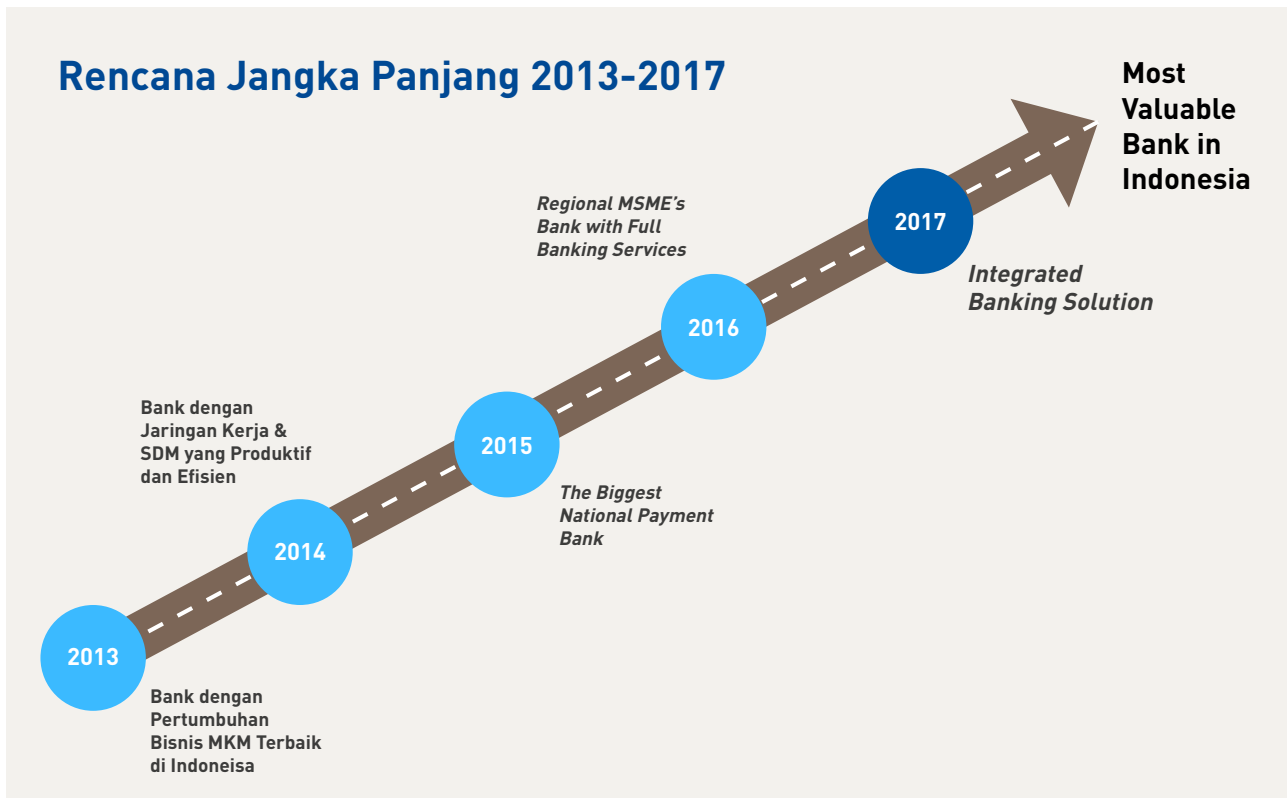 Rencana Jangka Panjang 2013-2017
Most
Valuable
Bank in
Indonesia
2017
Integrated
Banking Solution
Regional MSME's
Bank with Full
Banking Services
2016
2015
The Biggest
National Payment
Bank
Bank dengan
Jaringan Kerja &
SDM yang Produktif
dan Efisien
2014
2013
Bank dengan
Pertumbuhan
Bisnis MKM Terbaik
di Indoneisa